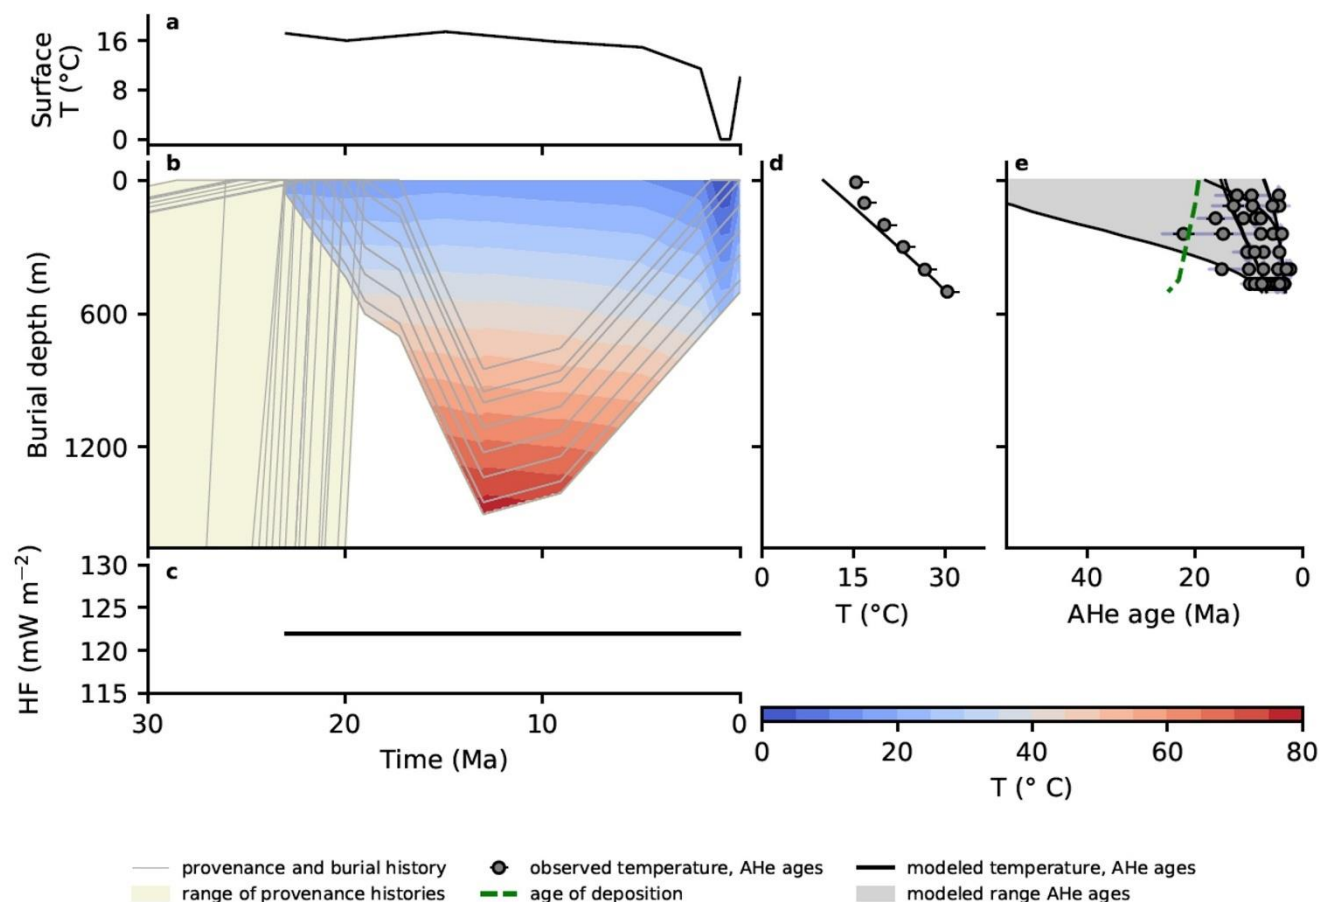 a
Surface
T (°C)
16
8
0
b
Burial depth (m)
0
600
1200
d
0
15
30
T (°C)
e
40
20
0
AHe age (Ma)
c
HF (mW m⁻²)
130
125
120
115
30
20
10
0
Time (Ma)
0
20
40
60
80
T (° C)
provenance and burial history
observed temperature, AHe ages
modeled temperature, AHe ages
range of provenance histories
age of deposition
modeled range AHe ages